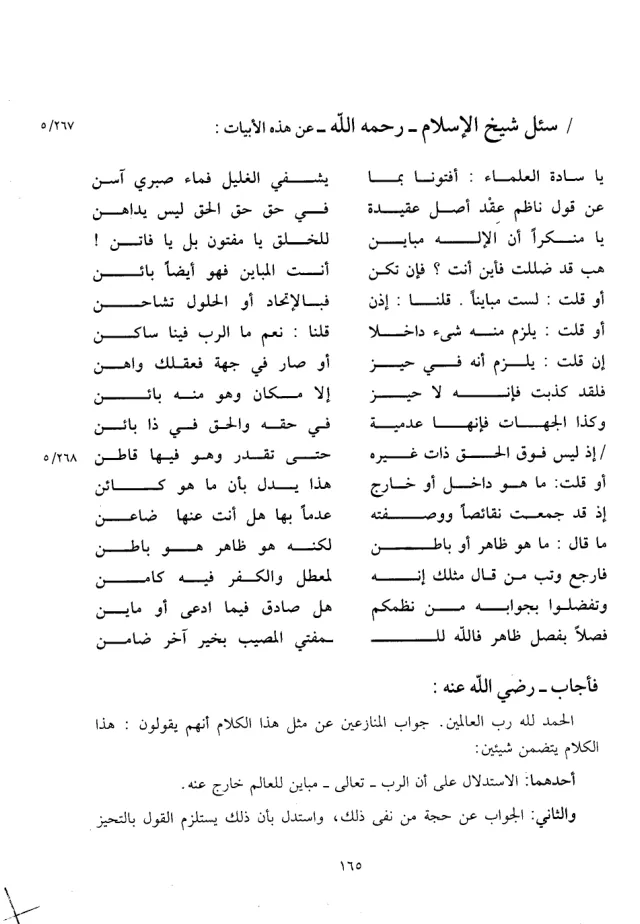 / سئل شيخ الإسلام ـ رحمه اللّه ـ عن هذه الأبيات : ٥/٢٦٧
يا سادة العلماء : أفتونا بما يشفي الغليل فماء صبري آسن
عن قول ناظم عقْد أصل عقيدة في حق حق الحق ليس يداهن
يا منكراً أن الإله مباين للخلق يا مفتون بل يا فاتن !
هب قد ضللت فأين أنت ؟ فإن تكن أنت المباين فهو أيضاً بائن
أو قلت : لست مبايناً . قلنا : إذن فبالإتحاد أو الحلول تشاحن
أو قلت : يلزم منه شيء داخلا قلنا : نعم ما الرب فينا ساكن
إن قلت : يلزم أنه في حيز أو صار في جهة فعقلك واهن
فلقد كذبت فإنه لا حيز إلا مكان وهو منه بائن
وكذا الجهات فإنها عدمية في حقه والحق في ذا بائن
/ إذ ليس فوق الحق ذات غيره حتى تقدر وهو فيها قاطن ٥/٢٦٨
أو قلت: ما هو داخل أو خارج هذا يدل بأن ما هو كائن
إذ قد جمعت نقائصاً ووصفته عدماً بها هل أنت عنها ضاعن
ما قال : ما هو ظاهر أو باطن لكنه هو ظاهر هو باطن
فارجع وتب من قال مثلك إنه لمعطل والكفر فيه كامن
وتفضلوا بجوابه من نظمكم هل صادق فيما ادعى أو ماين
فصلاً بفصل ظاهر فالله للـ ـمفتي المصيب بخير آخر ضامن
فأجاب ـ رضي اللّه عنه :
الحمد لله رب العالمين. جواب المنازعين عن مثل هذا الكلام أنهم يقولون : هذا
الكلام يتضمن شيئين:
أحدهما: الاستدلال على أن الرب ـ تعالى ـ مباين للعالم خارج عنه.
والثاني: الجواب عن حجة من نفى ذلك، واستدل بأن ذلك يستلزم القول بالتحيز
١٦٥